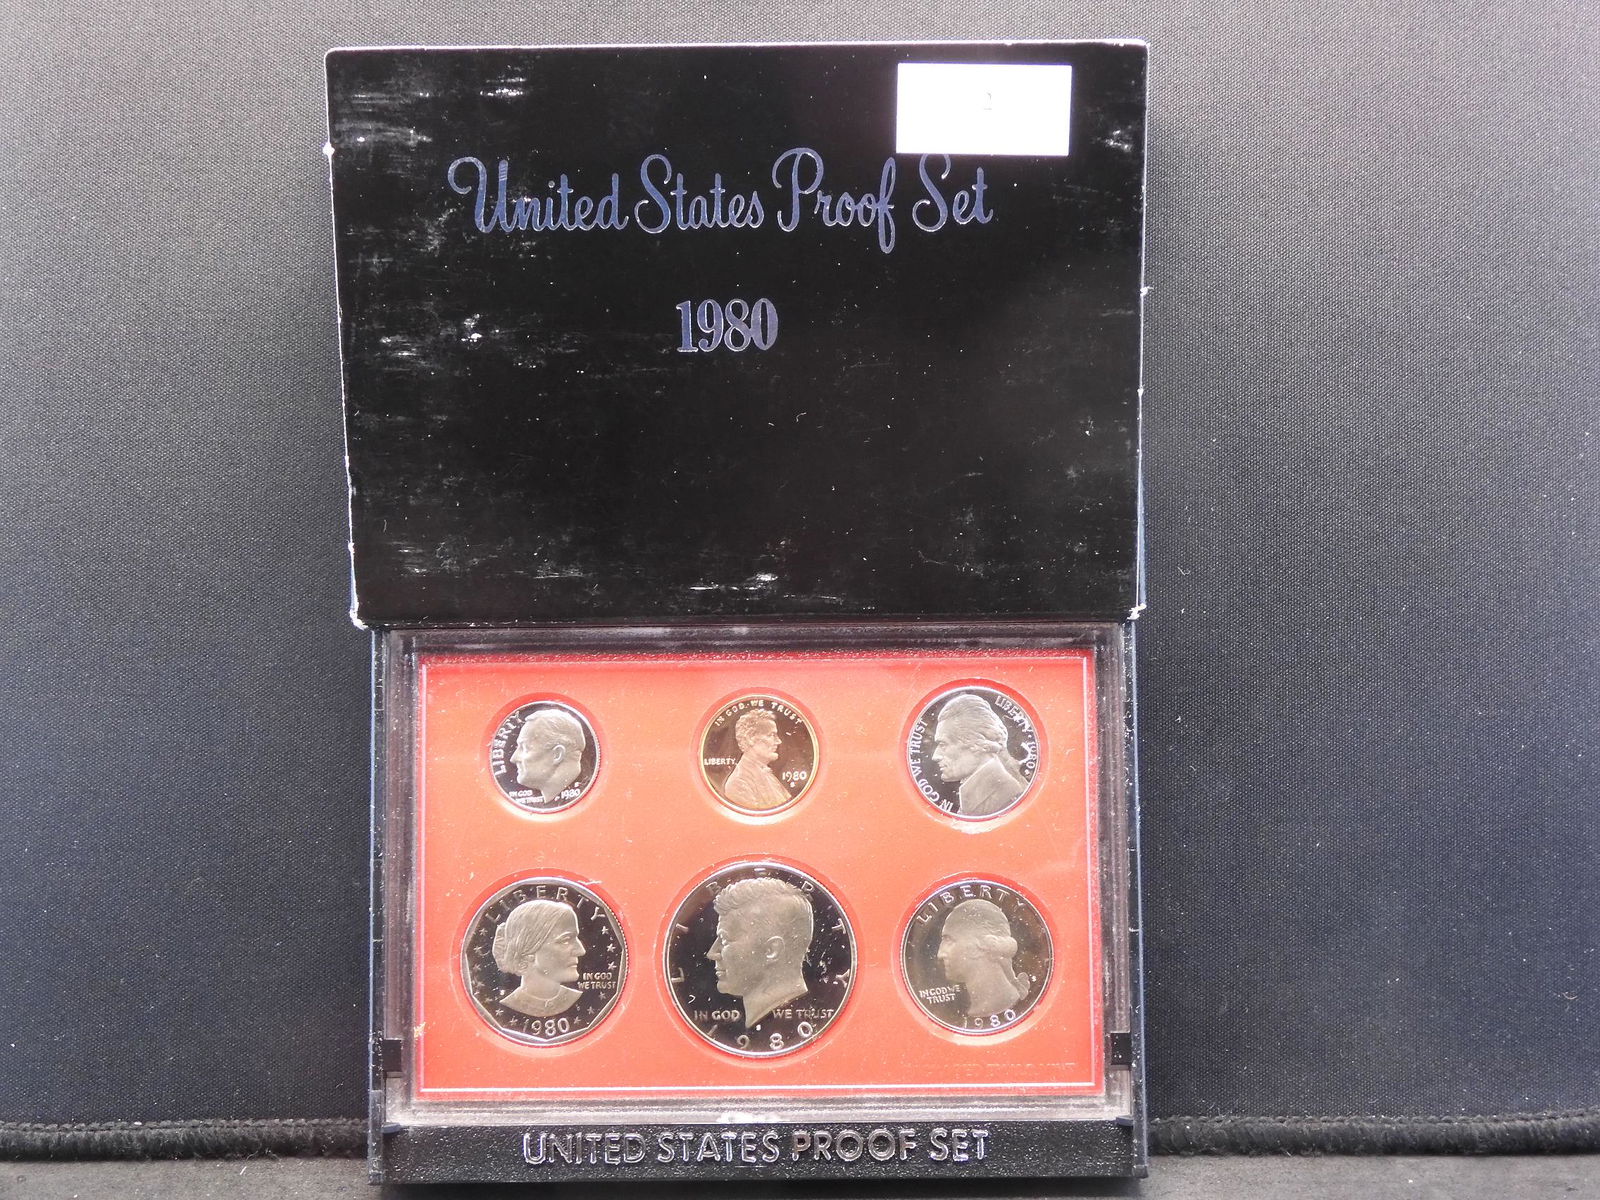 2
United States Proof Set
1980
LIBERTY
IN GOD
WE TRUST
1980
S
IN GOD WE TRUST
LIBERTY
1980
S
IN GOD WE TRUST
LIBERTY 1980
LIBERTY
IN GOD
WE TRUST
1980
LIBERTY
IN GOD WE TRUST
1980
LIBERTY
IN GOD WE
TRUST
1980
UNITED STATES PROOF SET